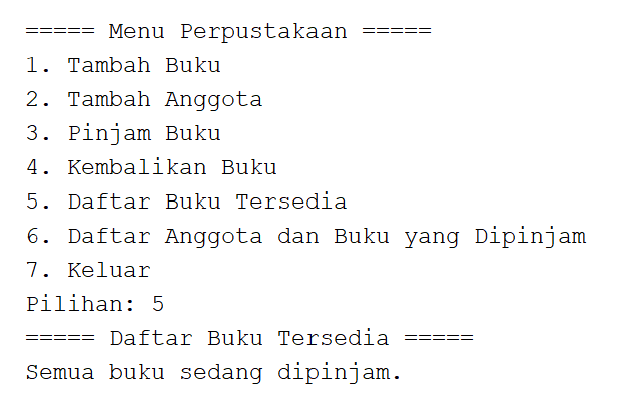 ===== Menu Perpustakaan =====
1. Tambah Buku
2. Tambah Anggota
3. Pinjam Buku
4. Kembalikan Buku
5. Daftar Buku Tersedia
6. Daftar Anggota dan Buku yang Dipinjam
7. Keluar
Pilihan: 5
===== Daftar Buku Tersedia =====
Semua buku sedang dipinjam.